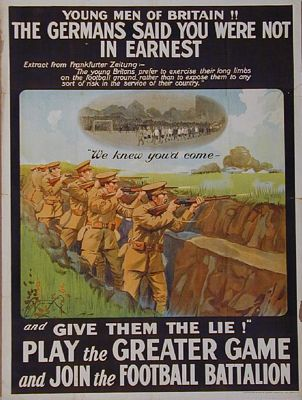 YOUNG MEN OF BRITAIN !!
THE GERMANS SAID YOU WERE NOT
IN EARNEST
Extract from Frankfurter Zeitung —
"The young Britons prefer to exercise their long limbs
on the football ground, rather than to expose them to any
sort of risk in the service of their country."
"We knew you'd come —
and GIVE THEM THE LIE !"
PLAY the GREATER GAME
and JOIN the FOOTBALL BATTALION